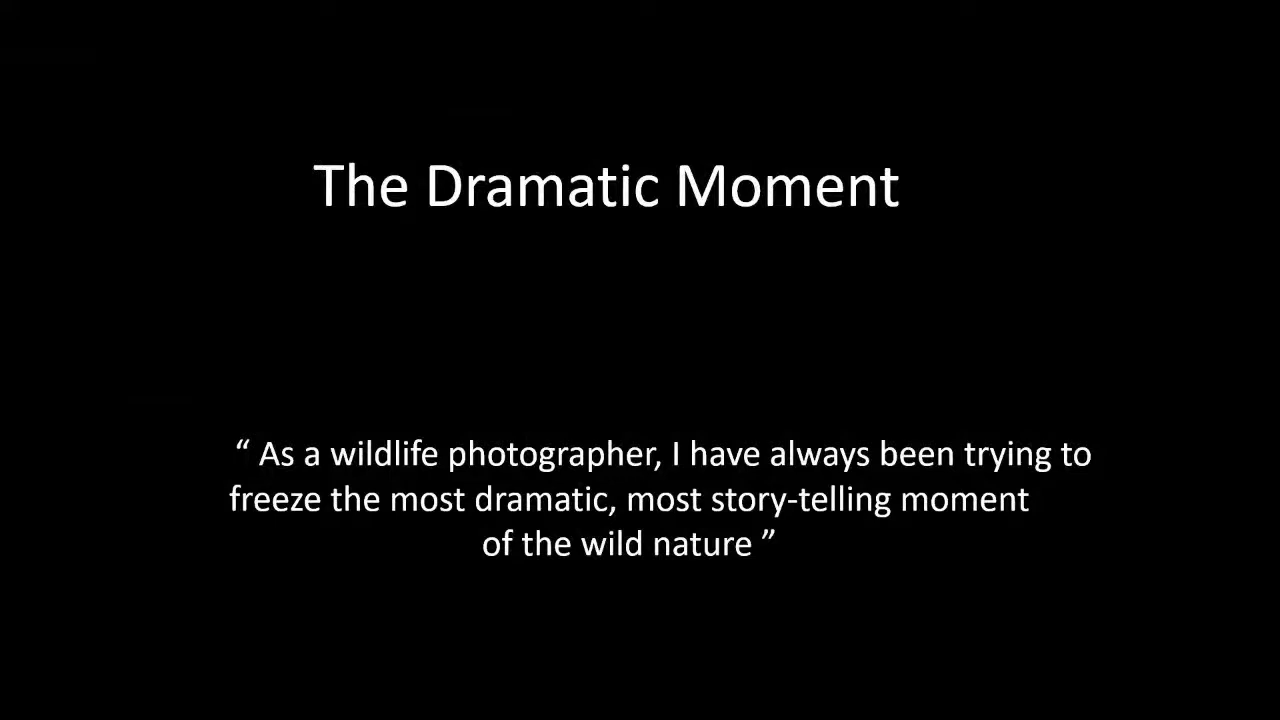 The Dramatic Moment
“ As a wildlife photographer, I have always been trying to
freeze the most dramatic, most story-telling moment
of the wild nature ”